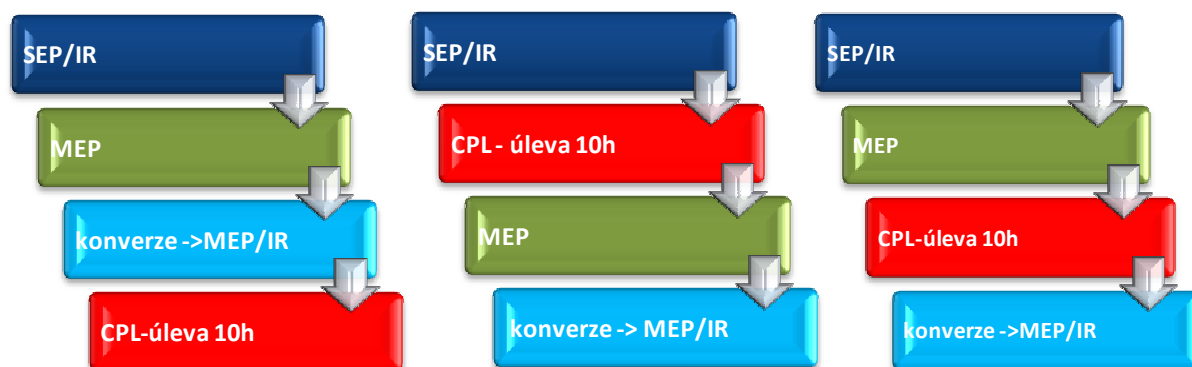 SEP/IR
MEP
konverze ->MEP/IR
CPL-úleva 10h
SEP/IR
CPL - úleva 10h
MEP
konverze -> MEP/IR
SEP/IR
MEP
CPL-úleva 10h
konverze ->MEP/IR